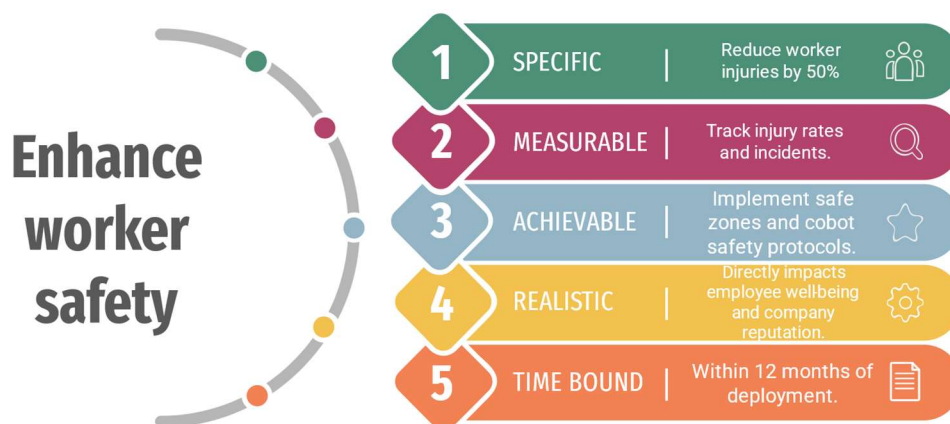 Enhance
worker
safety
1
SPECIFIC
Reduce worker
injuries by 50%
2
MEASURABLE
Track injury rates
and incidents.
3
ACHIEVABLE
Implement safe
zones and cobot
safety protocols.
4
REALISTIC
Directly impacts
employee well-being
and company
reputation.
5
TIME BOUND
Within 12 months of
deployment.